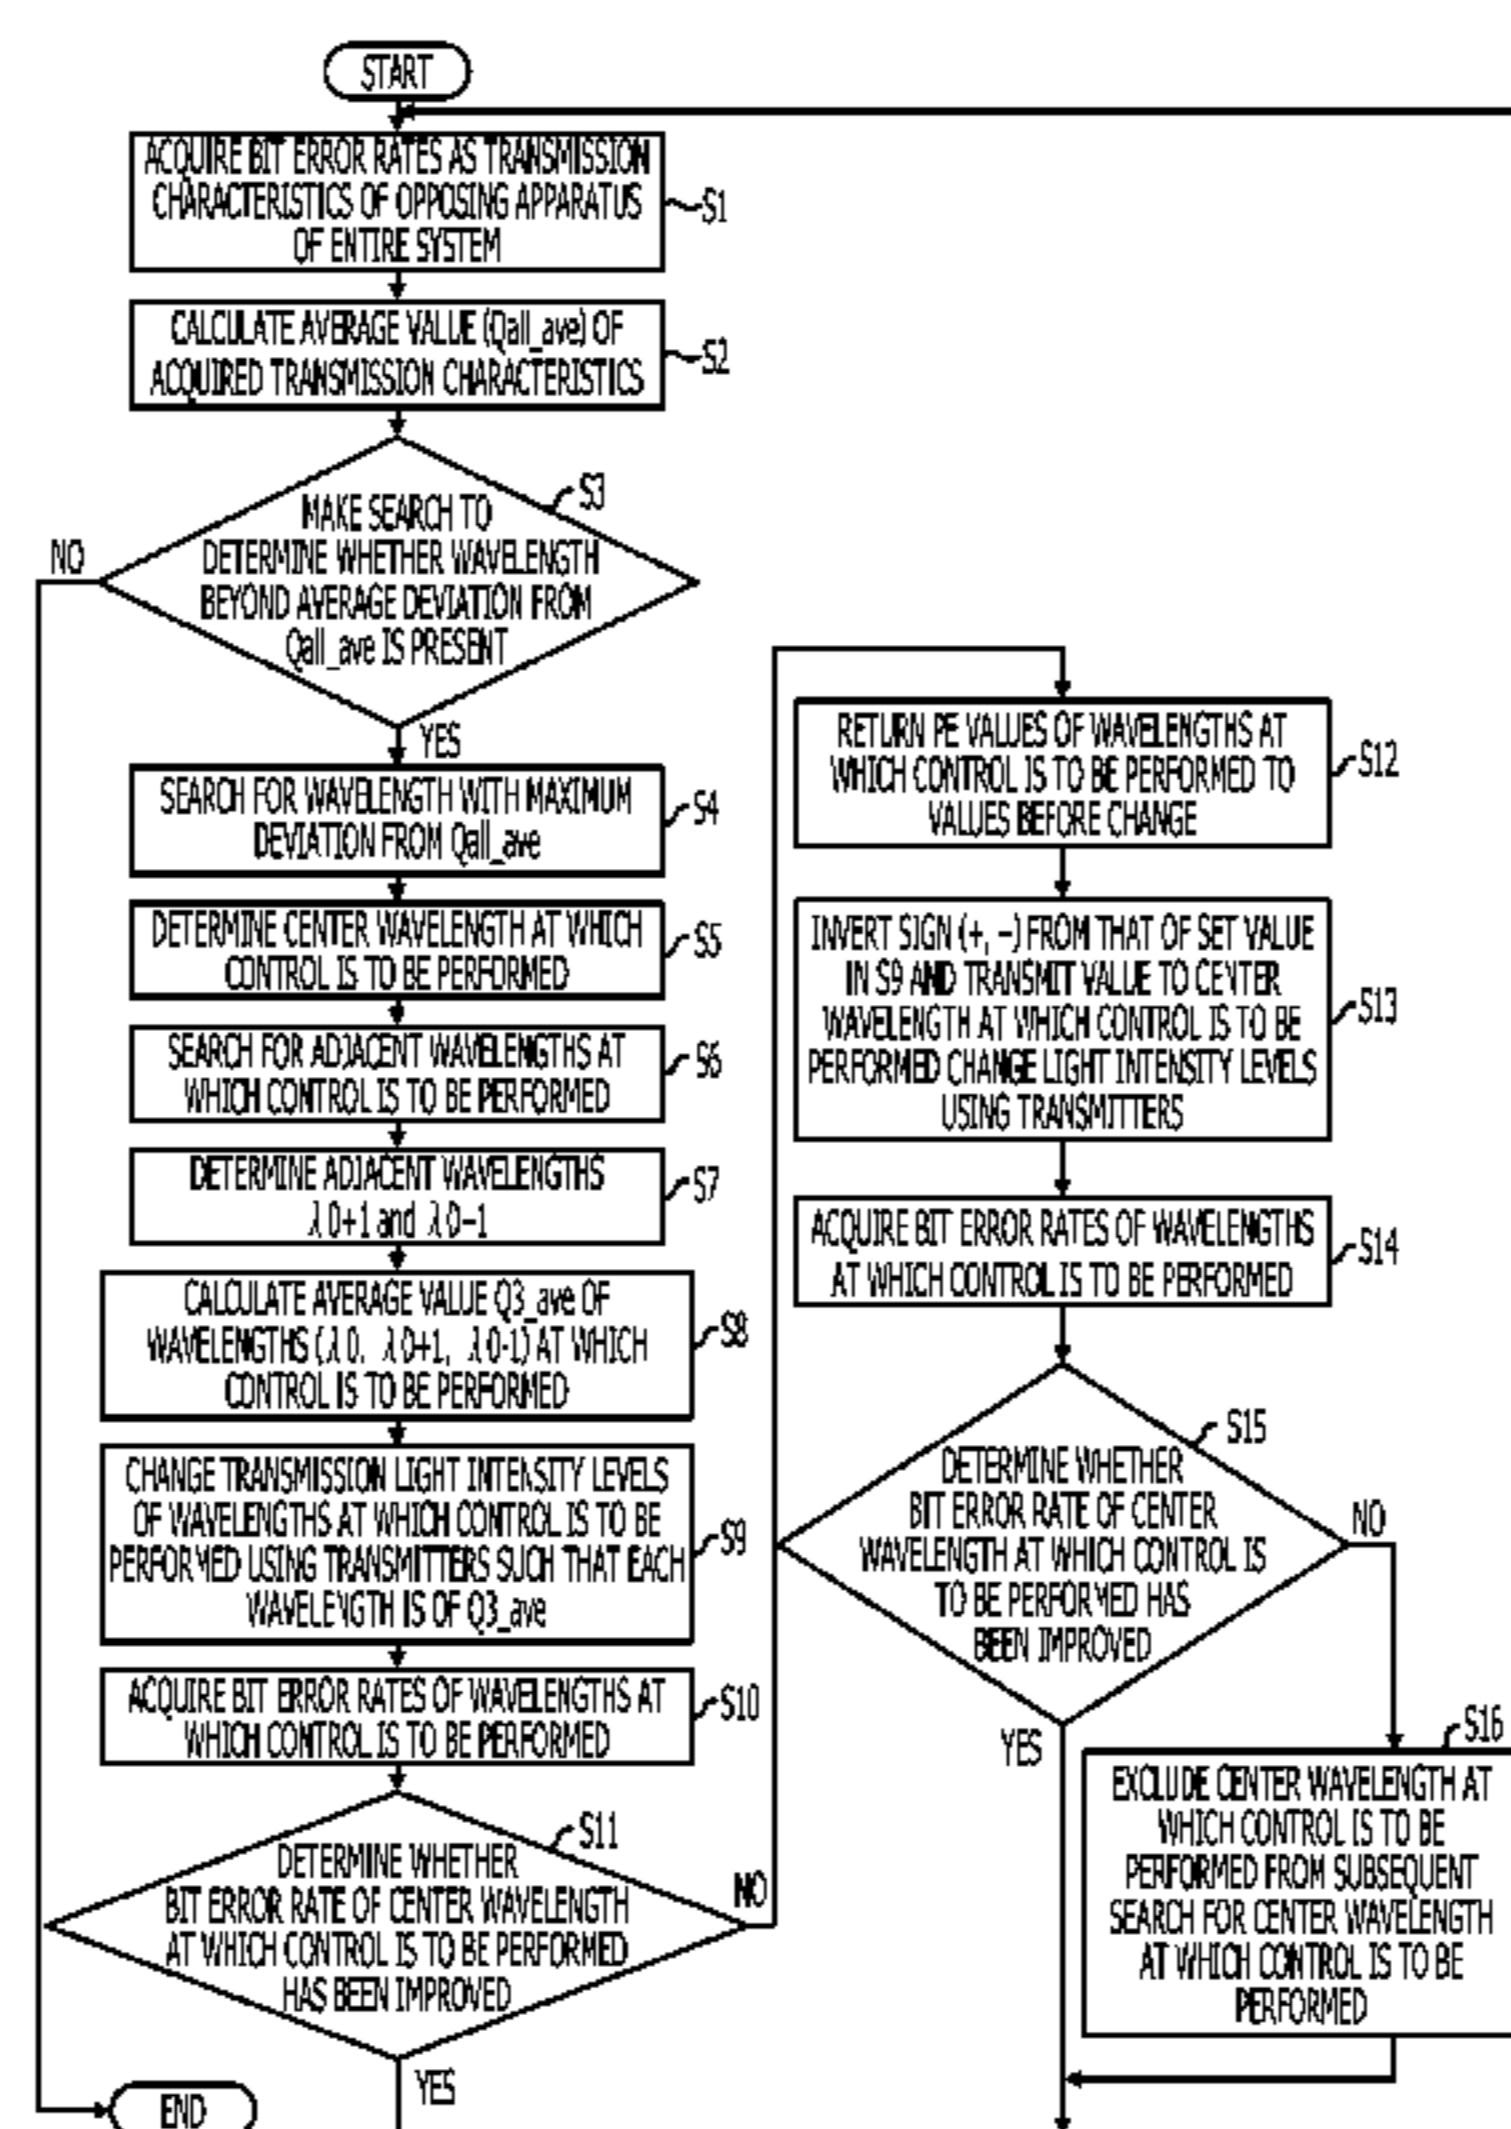 START
ACQUIRE BIT ERROR RATES AS TRANSMISSION
CHARACTERISTICS OF OPPOSING APPARATUS
OF ENTIRE SYSTEM
S1
CALCULATE AVERAGE VALUE (Qall_ave) OF
ACQUIRED TRANSMISSION CHARACTERISTICS
S2
S3
MAKE SEARCH TO
DETERMINE WHETHER WAVELENGTH
BEYOND AVERAGE DEVIATION FROM
Qall_ave IS PRESENT
NO
YES
SEARCH FOR WAVELENGTH WITH MAXIMUM
DEVIATION FROM Qall_ave
S4
DETERMINE CENTER WAVELENGTH AT WHICH
CONTROL IS TO BE PERFORMED
S5
SEARCH FOR ADJACENT WAVELENGTHS AT
WHICH CONTROL IS TO BE PERFORMED
S6
DETERMINE ADJACENT WAVELENGTHS
λ0+1 and λ0−1
S7
CALCULATE AVERAGE VALUE Q3_ave OF
WAVELENGTHS (λ0, λ0+1, λ0-1) AT WHICH
CONTROL IS TO BE PERFORMED
S8
CHANGE TRANSMISSION LIGHT INTENSITY LEVELS
OF WAVELENGTHS AT WHICH CONTROL IS TO BE
PERFORMED USING TRANSMITTERS SUCH THAT EACH
WAVELENGTH IS OF Q3_ave
S9
ACQUIRE BIT ERROR RATES OF WAVELENGTHS AT
WHICH CONTROL IS TO BE PERFORMED
S10
S11
DETERMINE WHETHER
BIT ERROR RATE OF CENTER WAVELENGTH
AT WHICH CONTROL IS TO BE PERFORMED
HAS BEEN IMPROVED
NO
YES
END
RETURN PE VALUES OF WAVELENGTHS AT
WHICH CONTROL IS TO BE PERFORMED TO
VALUES BEFORE CHANGE
S12
INVERT SIGN (+, −) FROM THAT OF SET VALUE
IN S9 AND TRANSMIT VALUE TO CENTER
WAVELENGTH AT WHICH CONTROL IS TO BE
PERFORMED CHANGE LIGHT INTENSITY LEVELS
USING TRANSMITTERS
S13
ACQUIRE BIT ERROR RATES OF WAVELENGTHS
AT WHICH CONTROL IS TO BE PERFORMED
S14
S15
DETERMINE WHETHER
BIT ERROR RATE OF CENTER
WAVELENGTH AT WHICH CONTROL IS
TO BE PERFORMED HAS
BEEN IMPROVED
NO
YES
S16
EXCLUDE CENTER WAVELENGTH AT
WHICH CONTROL IS TO BE
PERFORMED FROM SUBSEQUENT
SEARCH FOR CENTER WAVELENGTH
AT WHICH CONTROL IS TO BE
PERFORMED